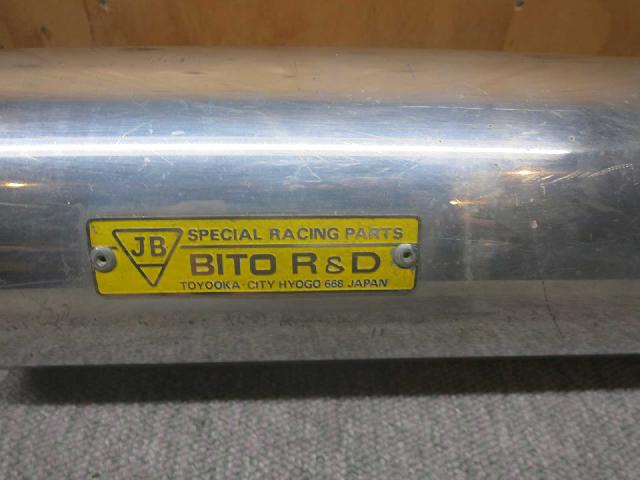 JB
SPECIAL RACING PARTS
BITO R&D
TOYOOKA-CITY HYOGO 668 JAPAN